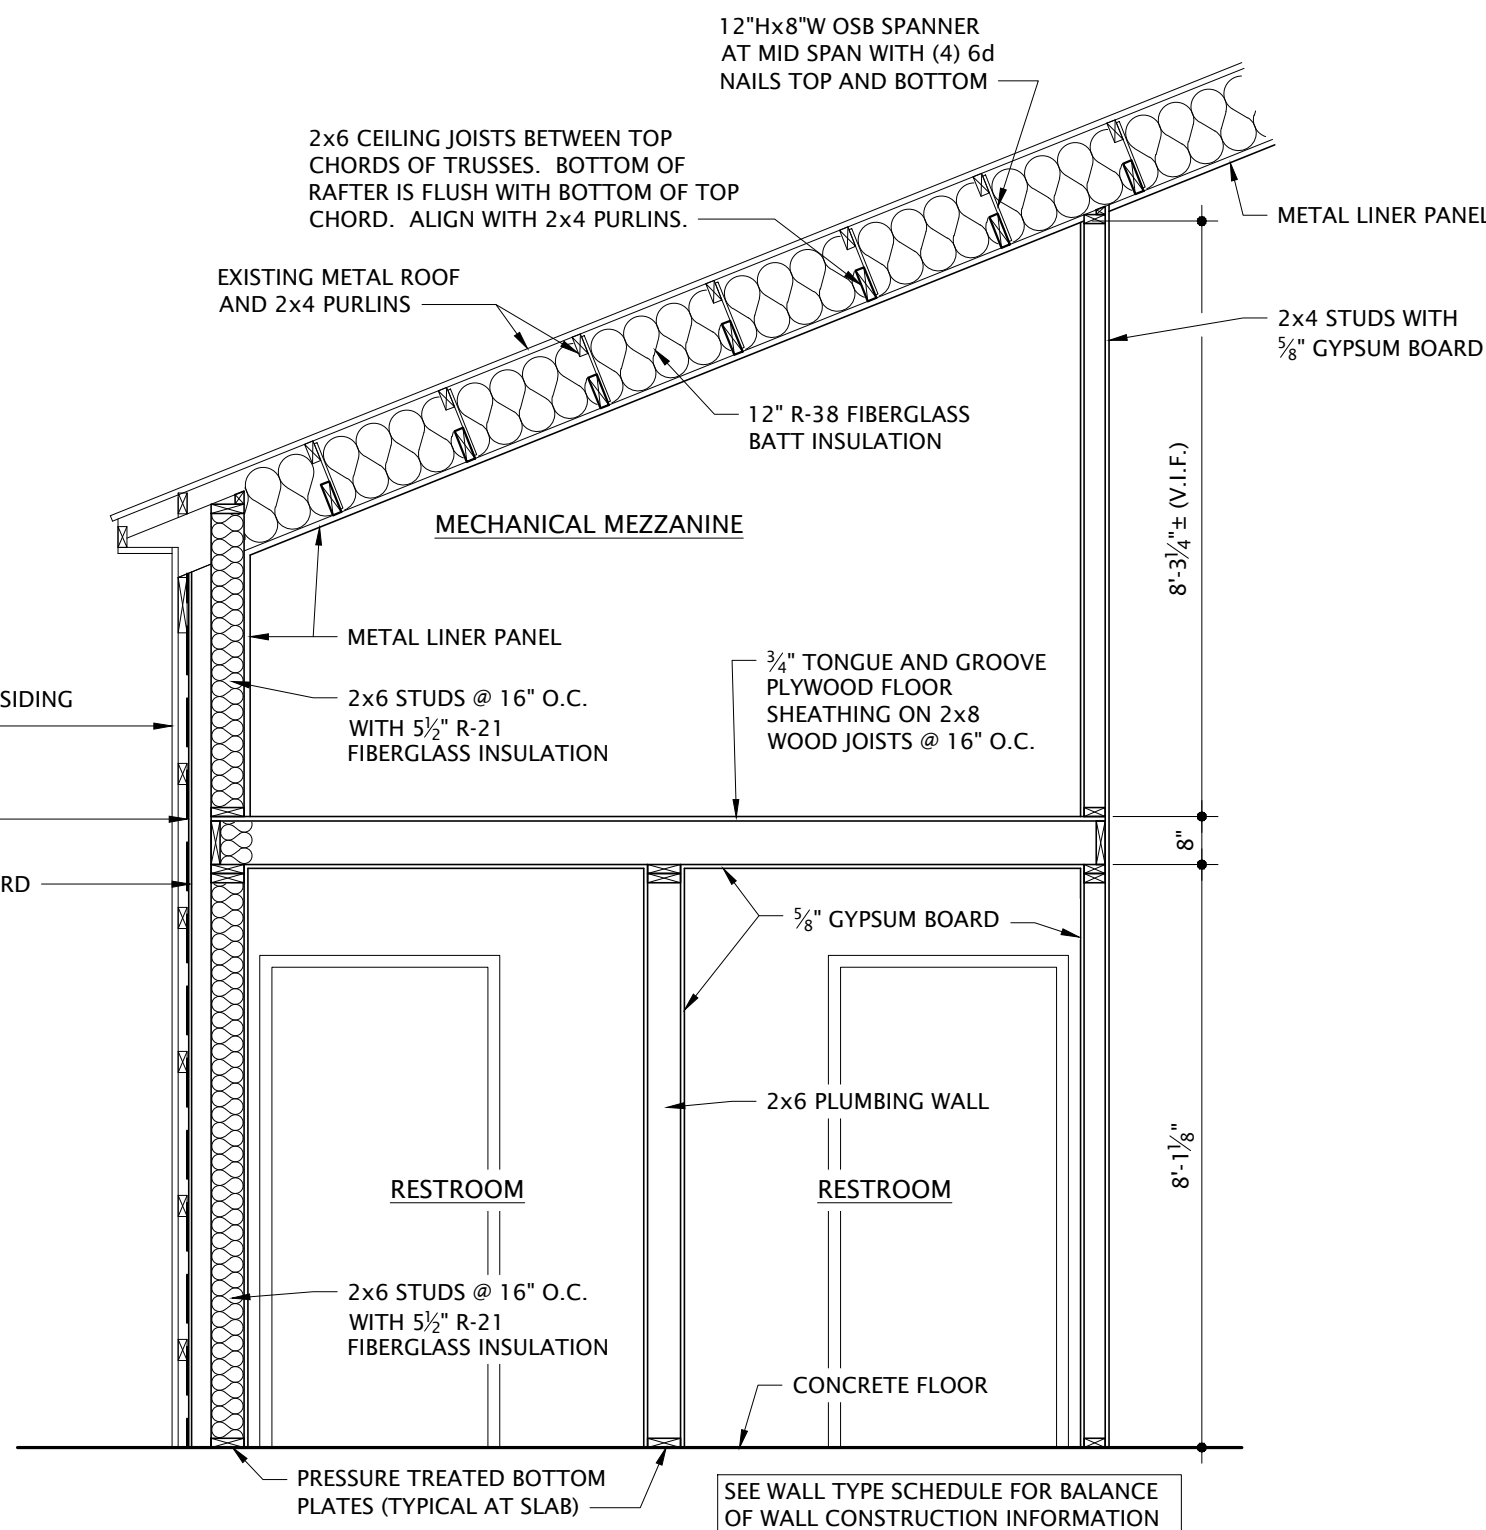 12"Hx8"W OSB SPANNER
AT MID SPAN WITH (4) 6d
NAILS TOP AND BOTTOM
2x6 CEILING JOISTS BETWEEN TOP
CHORDS OF TRUSSES. BOTTOM OF
RAFTER IS FLUSH WITH BOTTOM OF TOP
CHORD. ALIGN WITH 2x4 PURLINS.
METAL LINER PANEL
EXISTING METAL ROOF
AND 2x4 PURLINS
2x4 STUDS WITH
⅝" GYPSUM BOARD
12" R-38 FIBERGLASS
BATT INSULATION
MECHANICAL MEZZANINE
8'-3¼"± (V.I.F.)
METAL LINER PANEL
¾" TONGUE AND GROOVE
PLYWOOD FLOOR
SHEATHING ON 2x8
WOOD JOISTS @ 16" O.C.
SIDING
2x6 STUDS @ 16" O.C.
WITH 5½" R-21
FIBERGLASS INSULATION
8"
RD
⅝" GYPSUM BOARD
2x6 PLUMBING WALL
8'-1⅛"
RESTROOM
RESTROOM
2x6 STUDS @ 16" O.C.
WITH 5½" R-21
FIBERGLASS INSULATION
CONCRETE FLOOR
PRESSURE TREATED BOTTOM
PLATES (TYPICAL AT SLAB)
SEE WALL TYPE SCHEDULE FOR BALANCE
OF WALL CONSTRUCTION INFORMATION